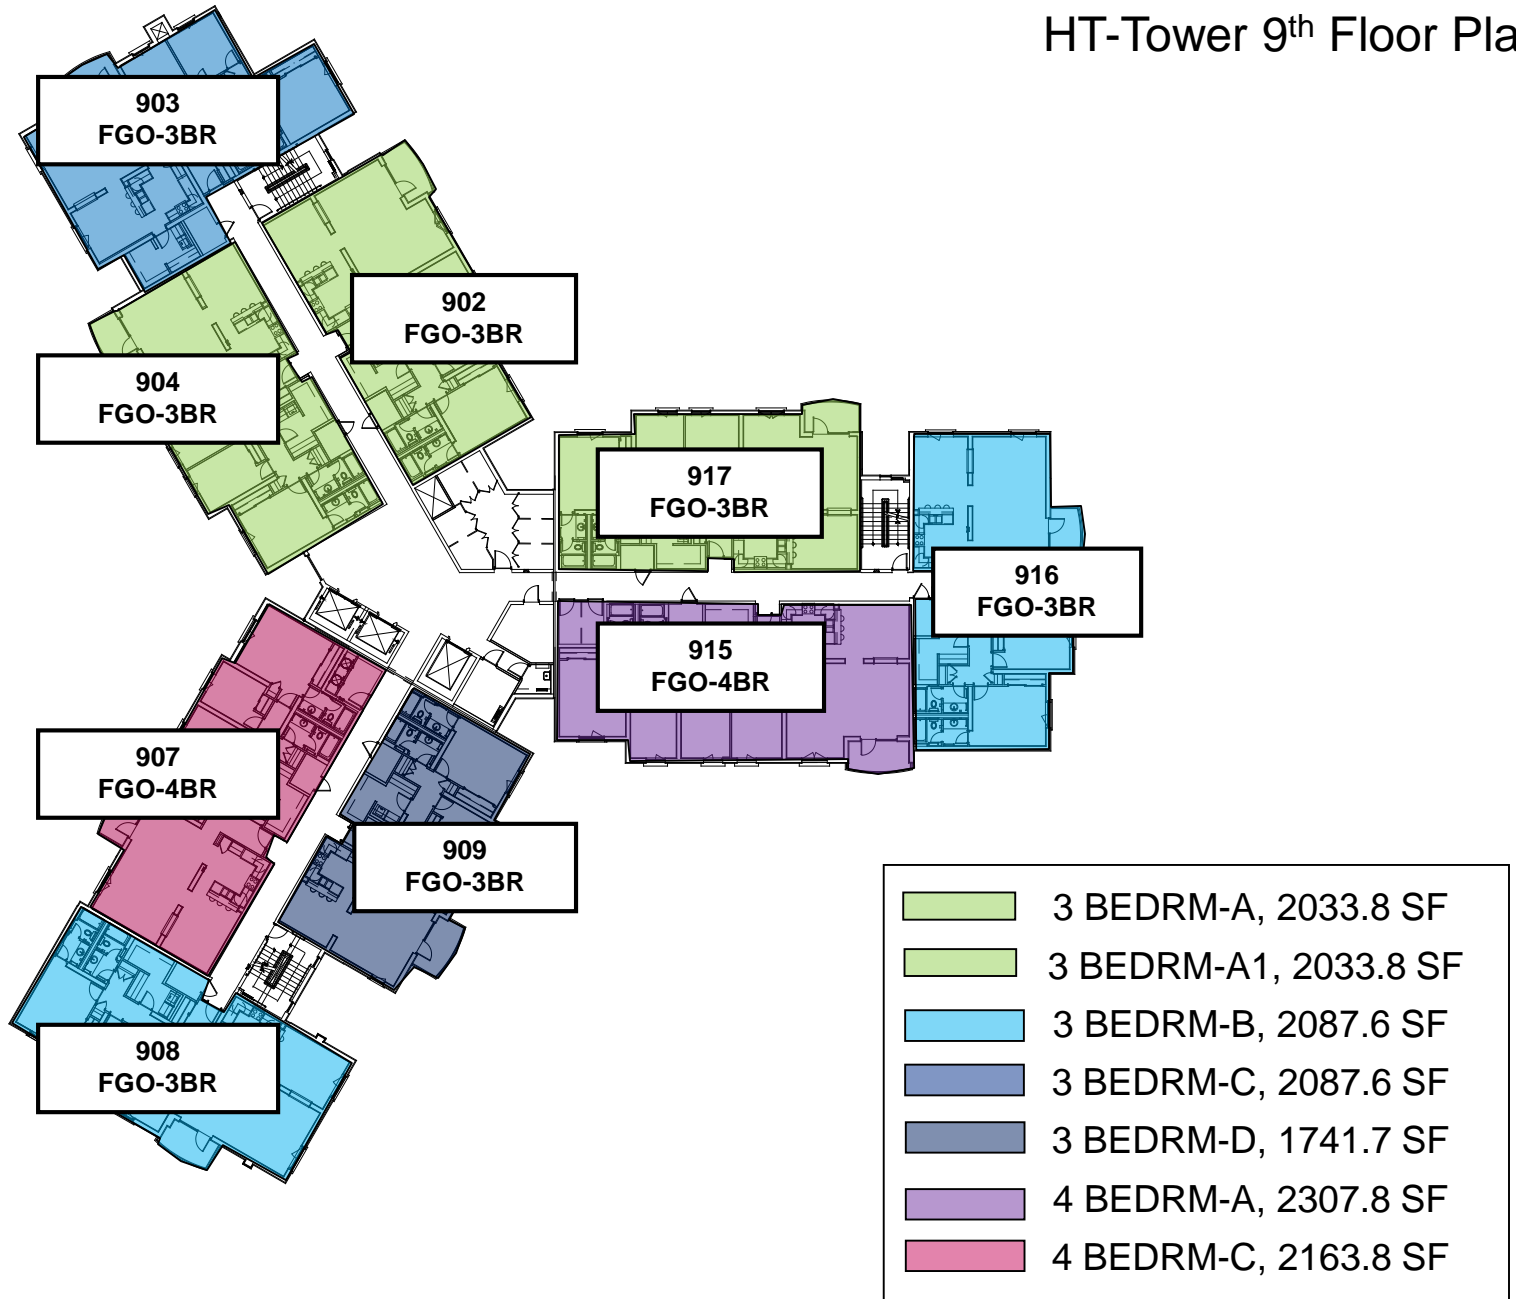 HT-Tower 9th Floor Pla
903
FGO-3BR
902
FGO-3BR
904
FGO-3BR
917
FGO-3BR
916
FGO-3BR
915
FGO-4BR
907
FGO-4BR
909
FGO-3BR
908
FGO-3BR
3 BEDRM-A, 2033.8 SF
3 BEDRM-A1, 2033.8 SF
3 BEDRM-B, 2087.6 SF
3 BEDRM-C, 2087.6 SF
3 BEDRM-D, 1741.7 SF
4 BEDRM-A, 2307.8 SF
4 BEDRM-C, 2163.8 SF